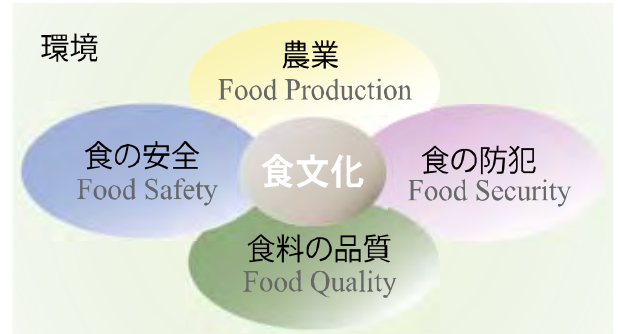 環境
農業
Food Production
食の安全
Food Safety
食文化
食の防犯
Food Security
食料の品質
Food Quality